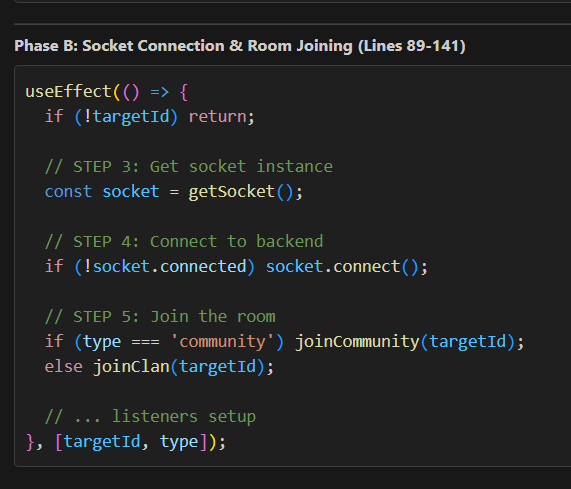 Phase B: Socket Connection & Room Joining (Lines 89-141)
useEffect(() => {
  if (!targetId) return;

  // STEP 3: Get socket instance
  const socket = getSocket();

  // STEP 4: Connect to backend
  if (!socket.connected) socket.connect();

  // STEP 5: Join the room
  if (type === 'community') joinCommunity(targetId);
  else joinClan(targetId);

  // ... listeners setup
}, [targetId, type]);